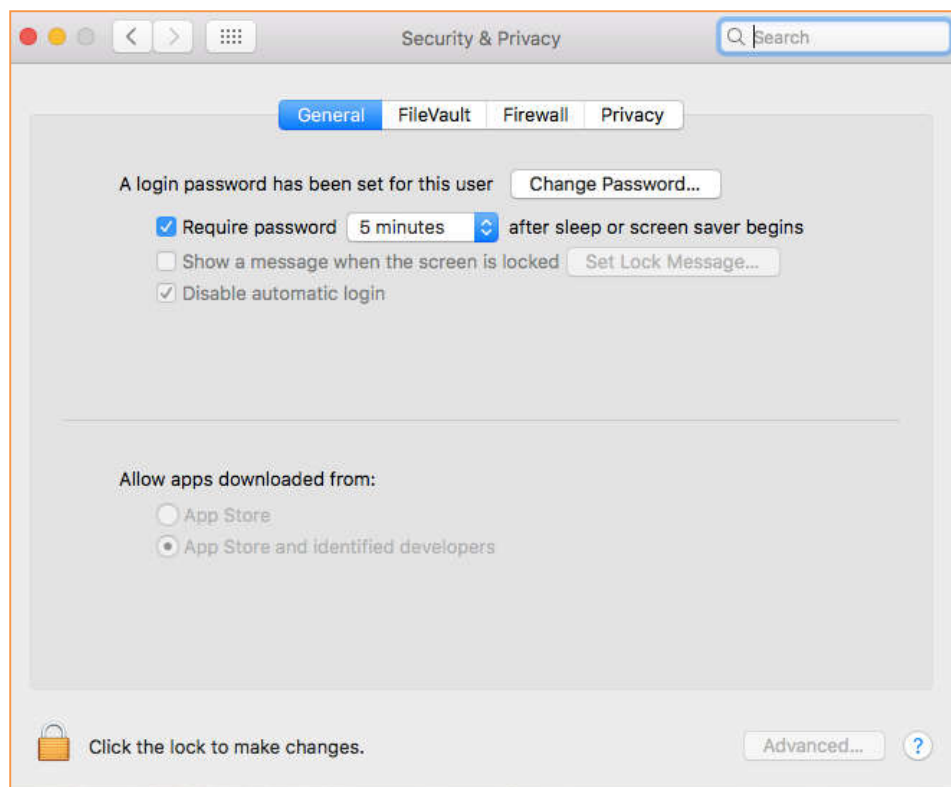 Security & Privacy
Search
General FileVault Firewall Privacy
A login password has been set for this user Change Password...
Require password 5 minutes after sleep or screen saver begins
Show a message when the screen is locked Set Lock Message...
Disable automatic login
Allow apps downloaded from:
App Store
App Store and identified developers
Click the lock to make changes. Advanced... ?